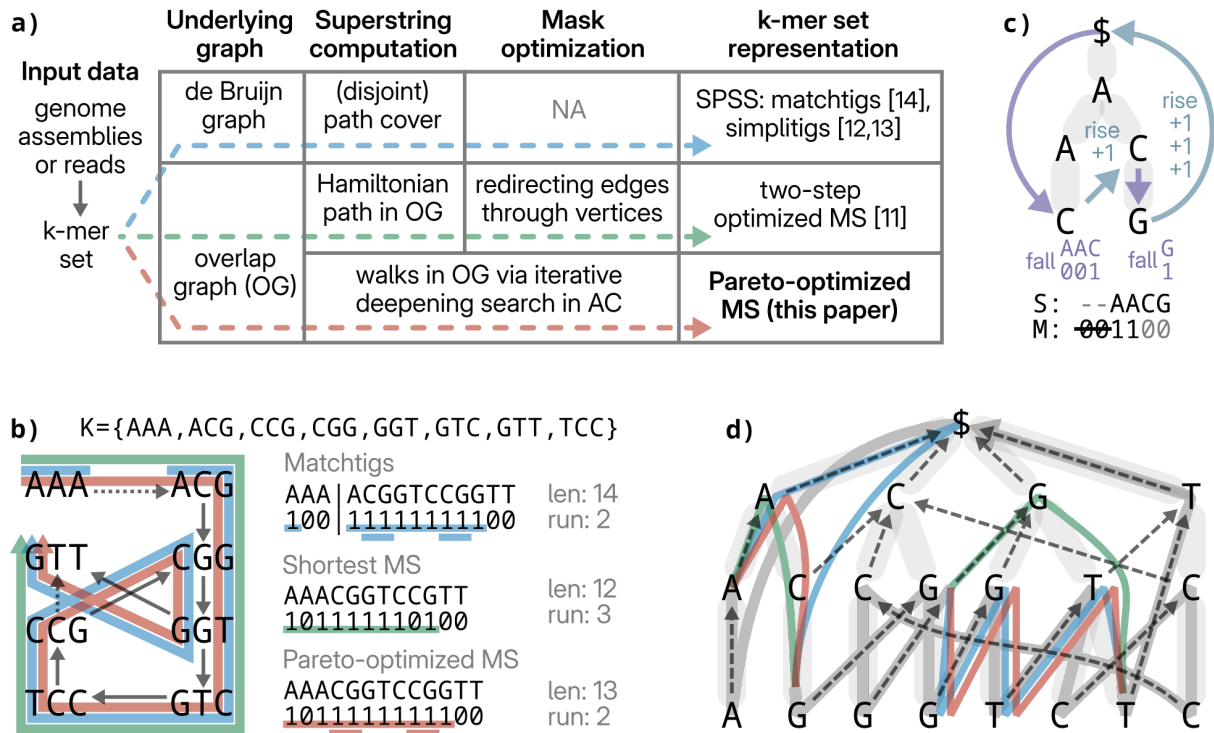 a)
Underlying
graph
Superstring
computation
Mask
optimization
k-mer set
representation
Input data
genome
assemblies
or reads
k-mer
set
de Bruijn
graph
(disjoint)
path cover
NA
SPSS: matchtigs [14],
simplitigs [12,13]
Hamiltonian
path in OG
redirecting edges
through vertices
two-step
optimized MS [11]
overlap
graph (OG)
walks in OG via iterative
deepening search in AC
Pareto-optimized
MS (this paper)
c)
$
A
rise
+1
+1
+1
rise
+1
A C
C G
fall AAC
001
fall G
1
S: --AACG
M: 001100
b)
K={AAA,ACG,CCG,CGG,GGT,GTC,GTT,TCC}
AAA ACG
GTT CGG
CCG GGT
TCC GTC
Matchtigs
AAA|ACGGTCCGGTT len: 14
100|11111111100 run: 2
Shortest MS
AAACGGTCCGTT len: 12
101111110100 run: 3
Pareto-optimized MS
AAACGGTCCGGTT len: 13
1011111111100 run: 2
d)
$
A C G T
A C C G G T C
A G G G T C T C